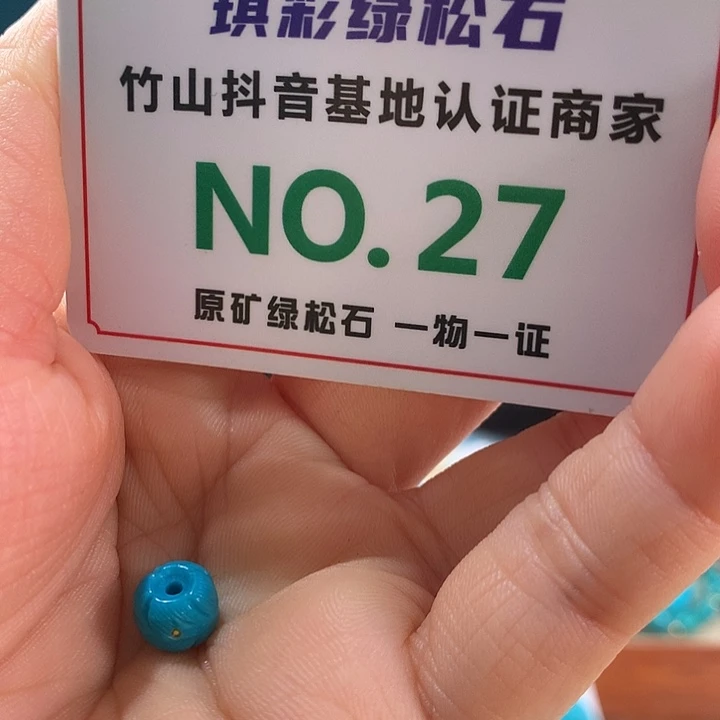 琪彩绿松石
竹山抖音基地认证商家
NO. 27
原矿绿松石 一物一证